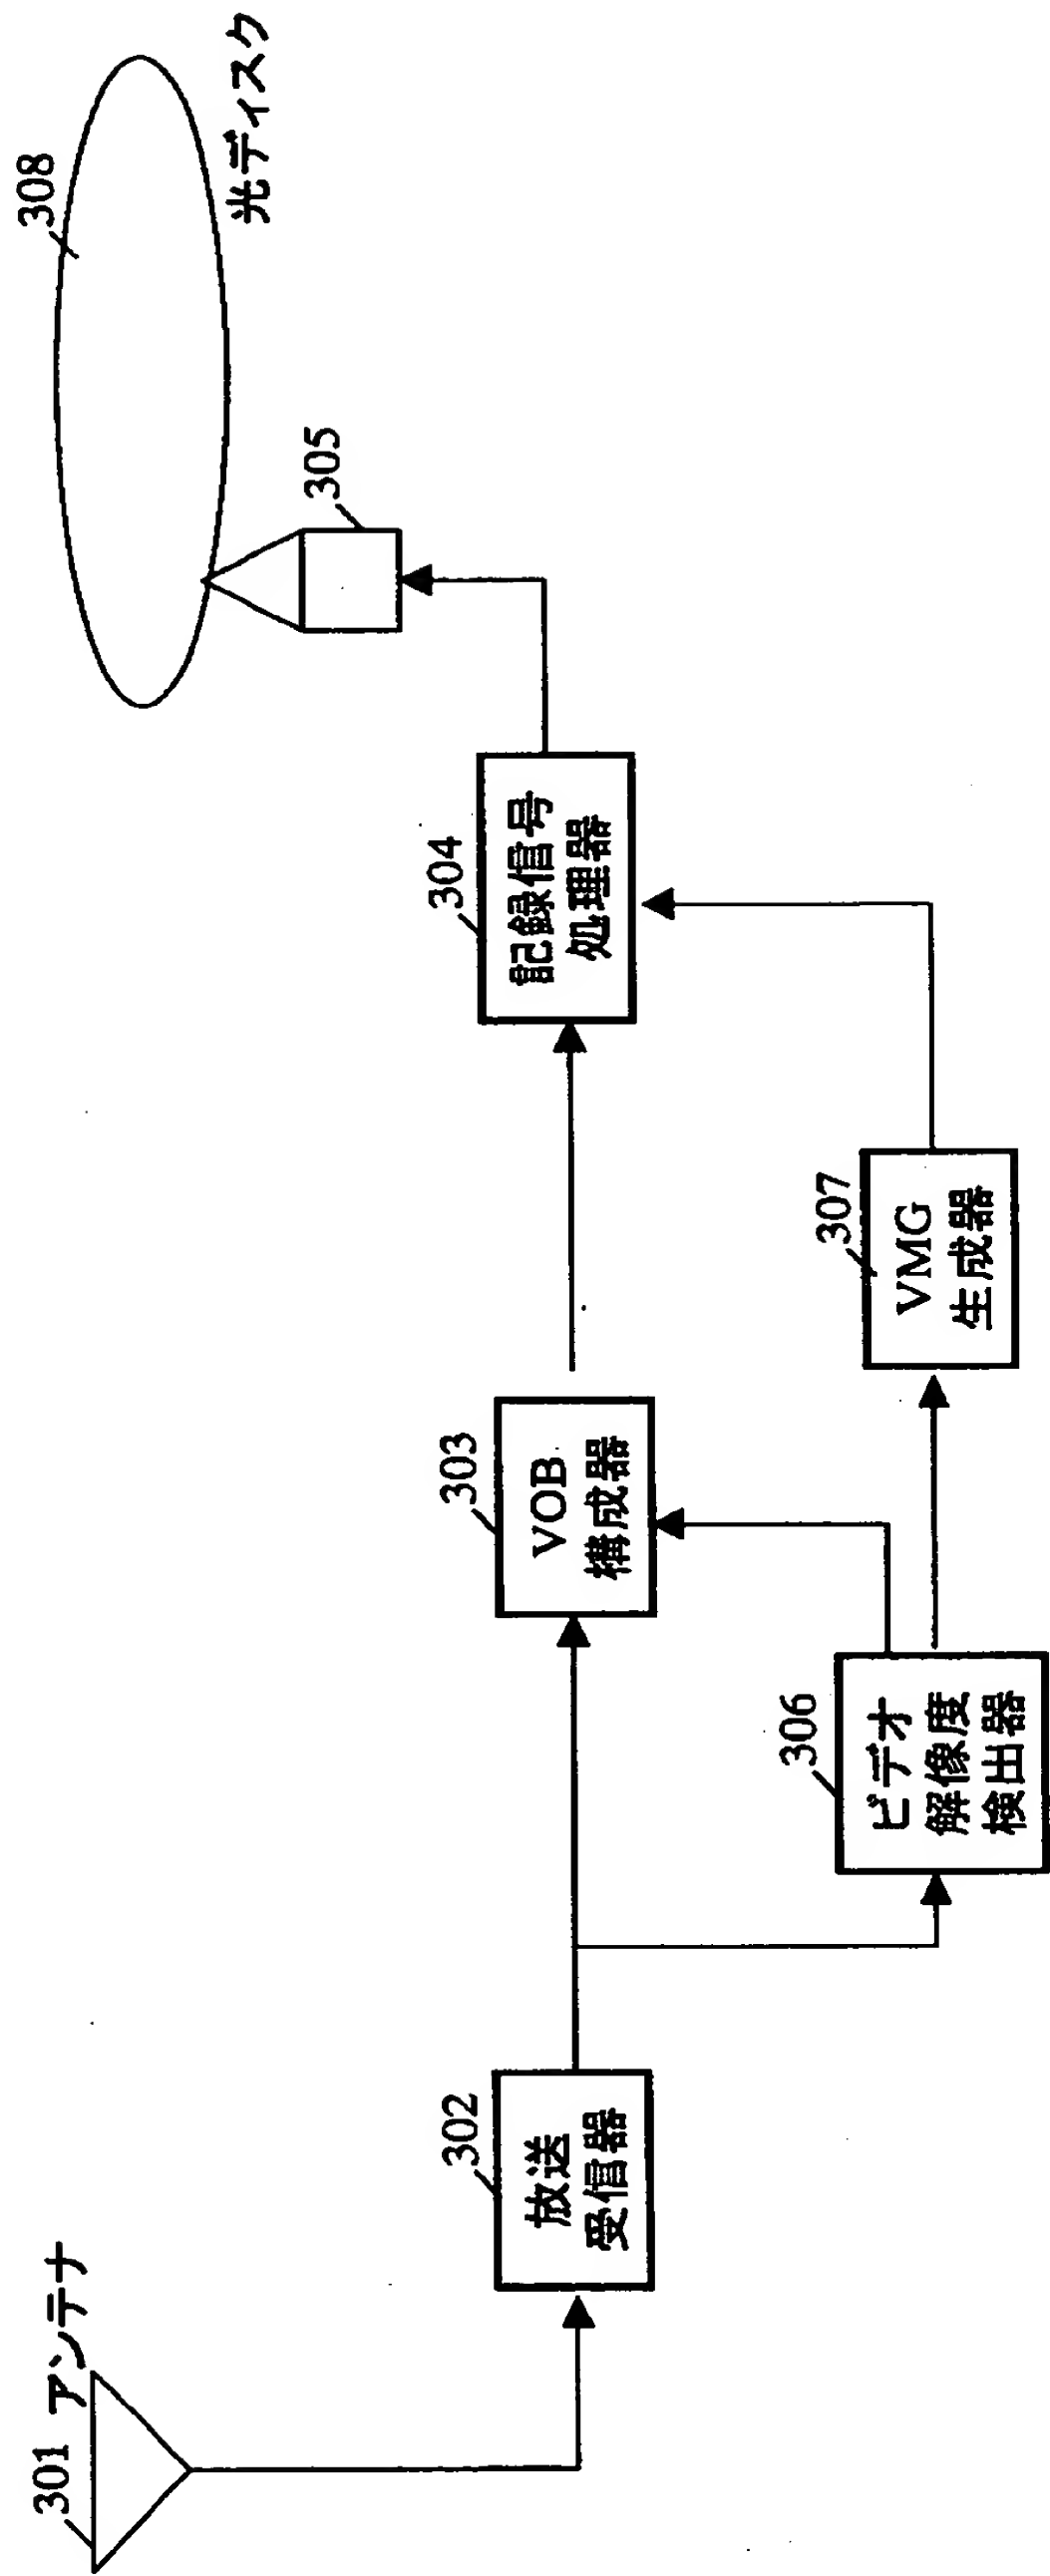 301
アンテナ
302
放送
受信器
303
VOB
構成器
304
記録信号
処理器
305
306
ビデオ
解像度
検出器
307
VMG
生成器
308
光ディスク